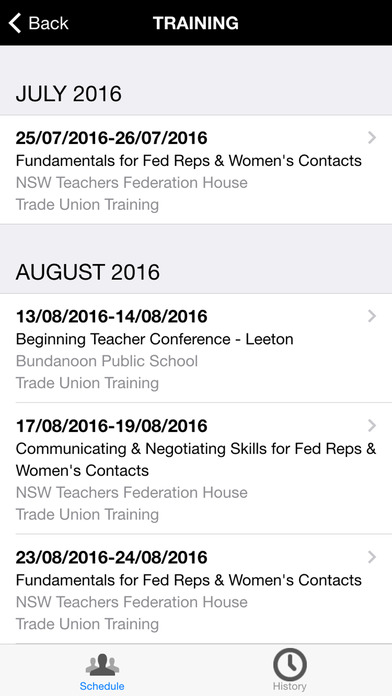 Back
TRAINING
JULY 2016
25/07/2016-26/07/2016
Fundamentals for Fed Reps & Women's Contacts
NSW Teachers Federation House
Trade Union Training
AUGUST 2016
13/08/2016-14/08/2016
Beginning Teacher Conference - Leeton
Bundanoon Public School
Trade Union Training
17/08/2016-19/08/2016
Communicating & Negotiating Skills for Fed Reps &
Women's Contacts
NSW Teachers Federation House
Trade Union Training
23/08/2016-24/08/2016
Fundamentals for Fed Reps & Women's Contacts
NSW Teachers Federation House
Trade Union Training
Schedule
History